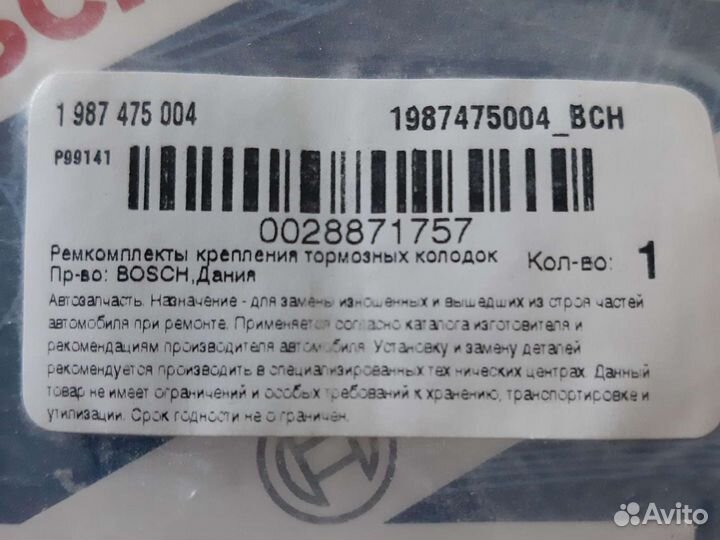 1 987 475 004
1987475004_BCH
P99141
0028871757
Ремкомплекты крепления тормозных колодок
Кол-во: 1
Пр-во: BOSCH,Дания
Автозапчасть. Назначение - для замены изношенных и вышедших из строя частей
автомобиля при ремонте. Применяется согласно каталога изготовителя и
рекомендациям производителя автомобиля. Установку и замену деталей
рекомендуется производить в специализированных тех нических центрах. Данный
товар не имеет ограничений и особых требований к хранению, транспортировке и
утилизации. Срок годности не ограничен.
Avito